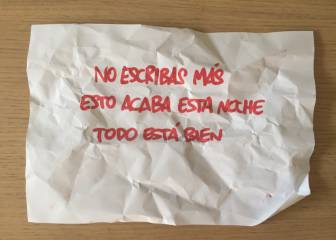 NO ESCRIBAS MÁS
ESTO ACABA ESTA NOCHE
TODO ESTÁ BIEN